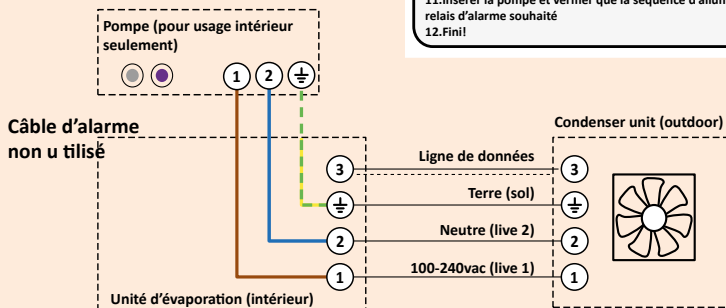 11.Insérer la pompe et vérifier que la séquence d'allum
relais d'alarme souhaité
12.Fini!
Pompe (pour usage intérieur
seulement)
1 2
Câble d'alarme
non u tilisé
Condenser unit (outdoor)
3 Ligne de données 3
Terre (sol)
2 Neutre (live 2) 2
1 100-240vac (live 1) 1
Unité d'évaporation (intérieur)